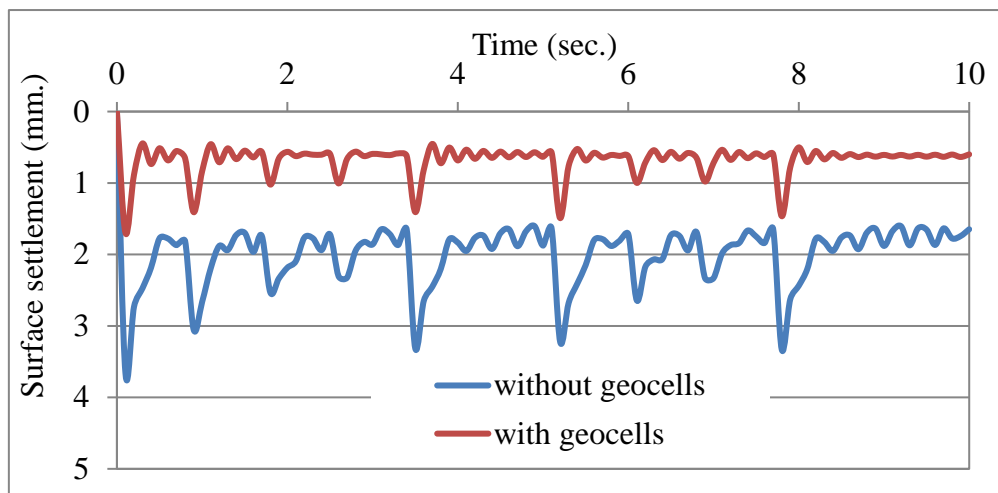 Time (sec.)
0 2 4 6 8 10
Surface settlement (mm.)
0
1
2
3
4
5
without geocells
with geocells